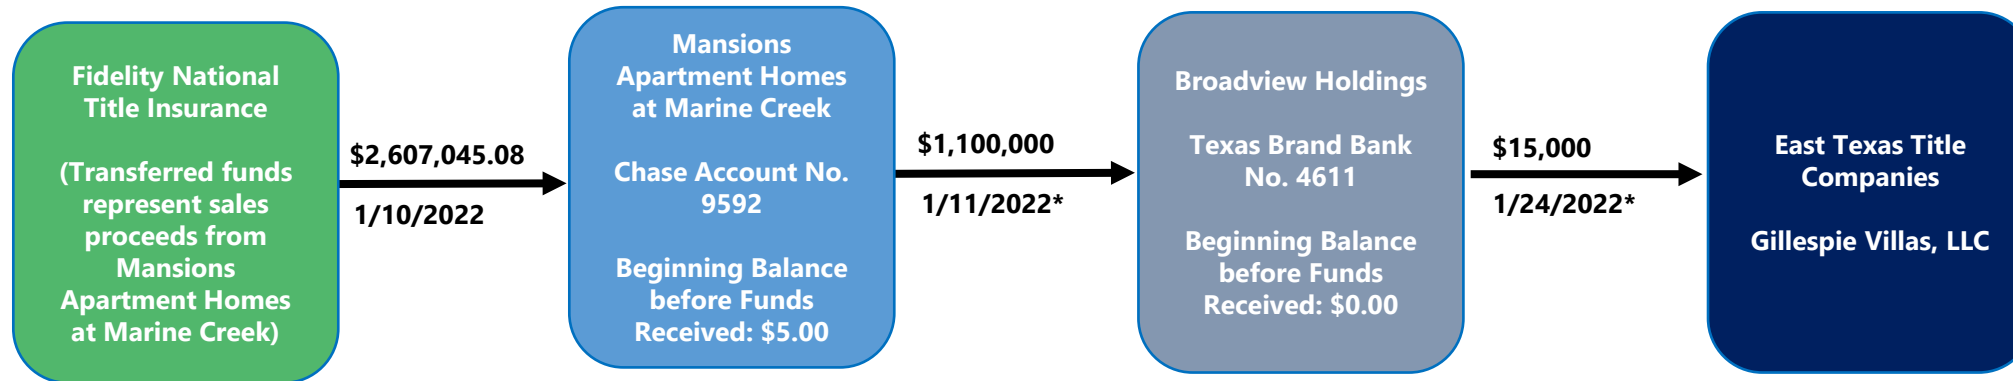 Fidelity National
Title Insurance
(Transferred funds
represent sales
proceeds from
Mansions
Apartment Homes
at Marine Creek)
$2,607,045.08
1/10/2022
Mansions
Apartment Homes
at Marine Creek
Chase Account No.
9592
Beginning Balance
before Funds
Received: $5.00
$1,100,000
1/11/2022*
Broadview Holdings
Texas Brand Bank
No. 4611
Beginning Balance
before Funds
Received: $0.00
$15,000
1/24/2022*
East Texas Title
Companies
Gillespie Villas, LLC